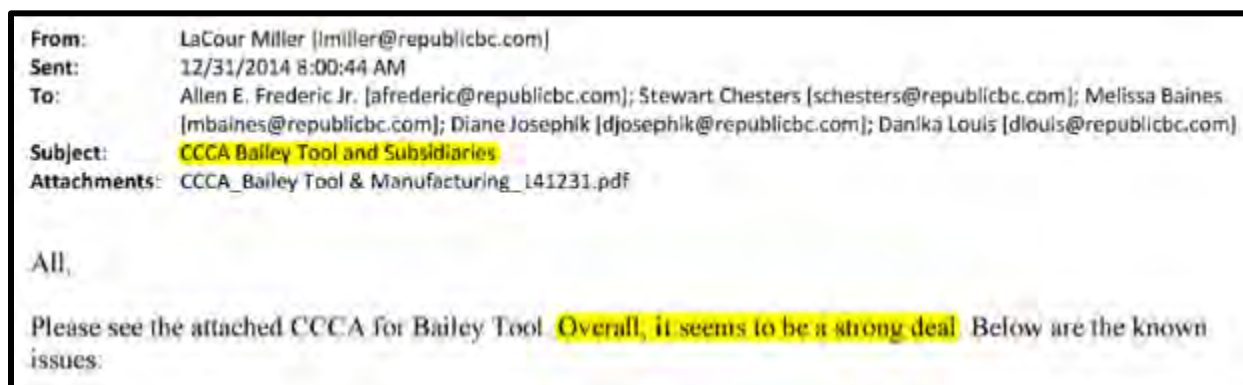 From: LaCour Miller [lmiller@republicbc.com]
Sent: 12/31/2014 8:00:44 AM
To: Allen E. Frederic Jr. [afrederic@republicbc.com]; Stewart Chesters [schesters@republicbc.com]; Melissa Baines
[mbaines@republicbc.com]; Diane Josephik [djosephik@republicbc.com]; Danika Louis [dlouis@republicbc.com]
Subject: CCCA Bailey Tool and Subsidiaries
Attachments: CCCA_Bailey Tool & Manufacturing_141231.pdf
All,
Please see the attached CCCA for Bailey Tool. Overall, it seems to be a strong deal. Below are the known
issues: